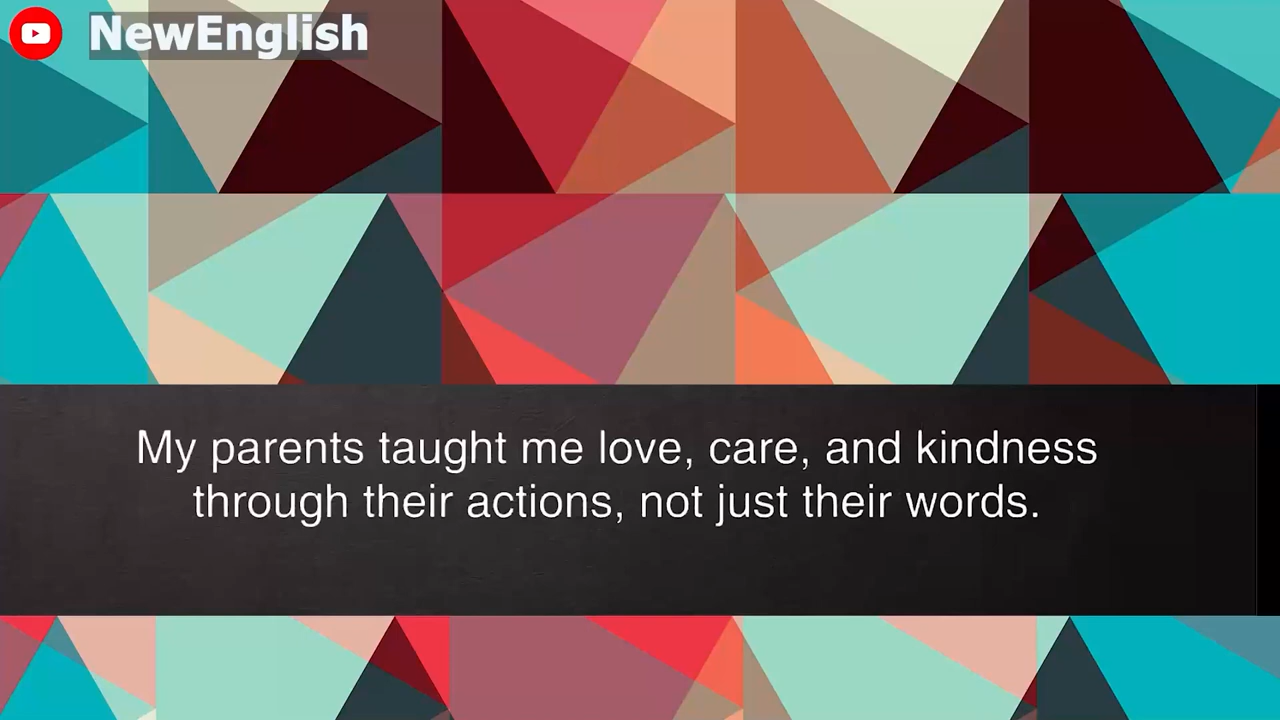 NewEnglish
My parents taught me love, care, and kindness
through their actions, not just their words.